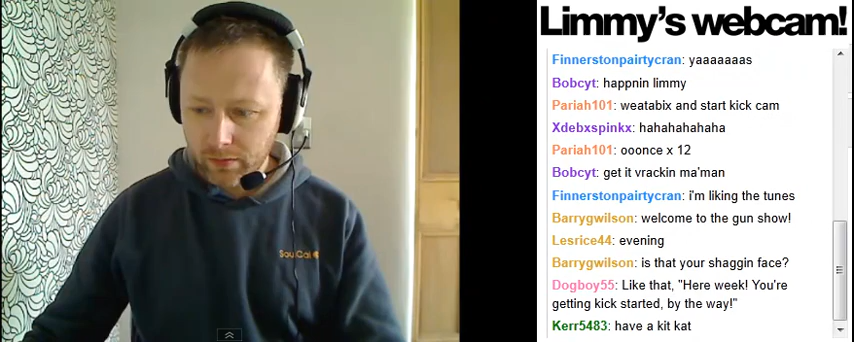 Limmy's webcam!
Finnerstonpairtycran: yaaaaaaas
Bobcyt: happnin limmy
Pariah101: weatabix and start kick cam
Xdebxspinkx: hahahahahaha
Pariah101: ooonce x 12
Bobcyt: get it vrackin ma'man
Finnerstonpairtycran: i'm liking the tunes
Barrygwilson: welcome to the gun show!
Lesrice44: evening
SoulCal
Barrygwilson: is that your shaggin face?
Dogboy55: Like that, "Here week! You're
getting kick started, by the way!"
Kerr5483: have a kit kat